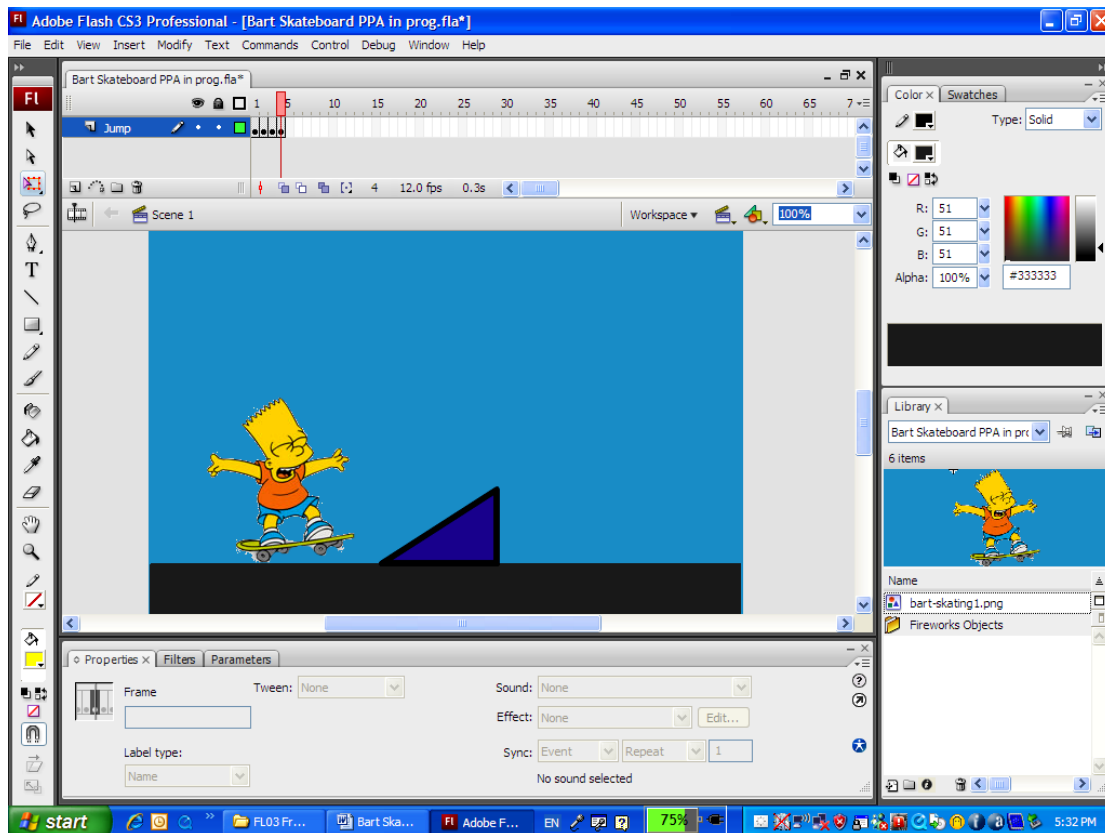 Fl Adobe Flash CS3 Professional - [Bart Skateboard PPA in prog.fla*]
File Edit View Insert Modify Text Commands Control Debug Window Help
Bart Skateboard PPA in prog.fla*
Fl
1 5 10 15 20 25 30 35 40 45 50 55 60 65 7
Jump
4 12.0 fps 0.3s
Scene 1
Workspace
100%
T
Properties × Filters Parameters
Frame
Tween: None
Sound: None
Effect: None Edit...
Label type:
Sync: Event Repeat 1
Name
No sound selected
Color × Swatches
Type: Solid
R: 51
G: 51
B: 51
Alpha: 100% #333333
Library ×
Bart Skateboard PPA in pro
6 items
Name
bart-skating1.png
Fireworks Objects
start
FL03 Fr...
Bart Ska...
Fl Adobe F...
EN
75%
5:32 PM